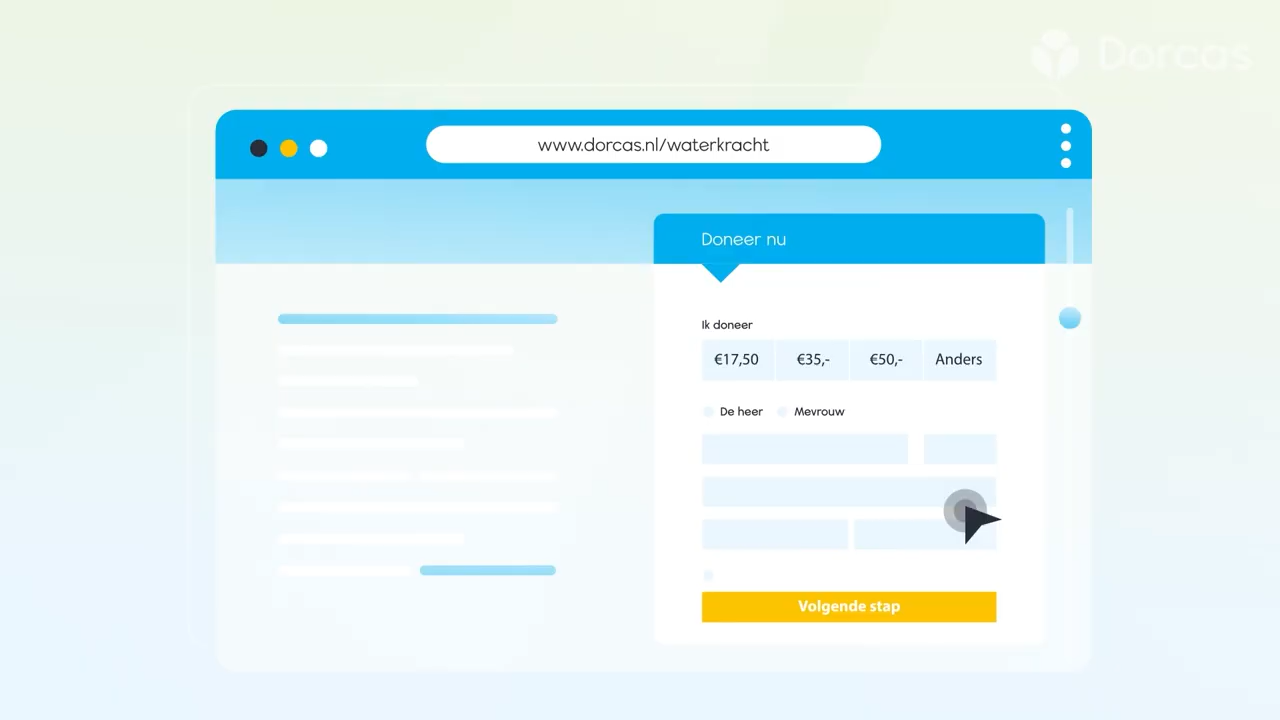 Dorcas
www.dorcas.nl/waterkracht
Doneer nu
Ik doneer
€17,50 €35,- €50,- Anders
De heer Mevrouw
Volgende stap